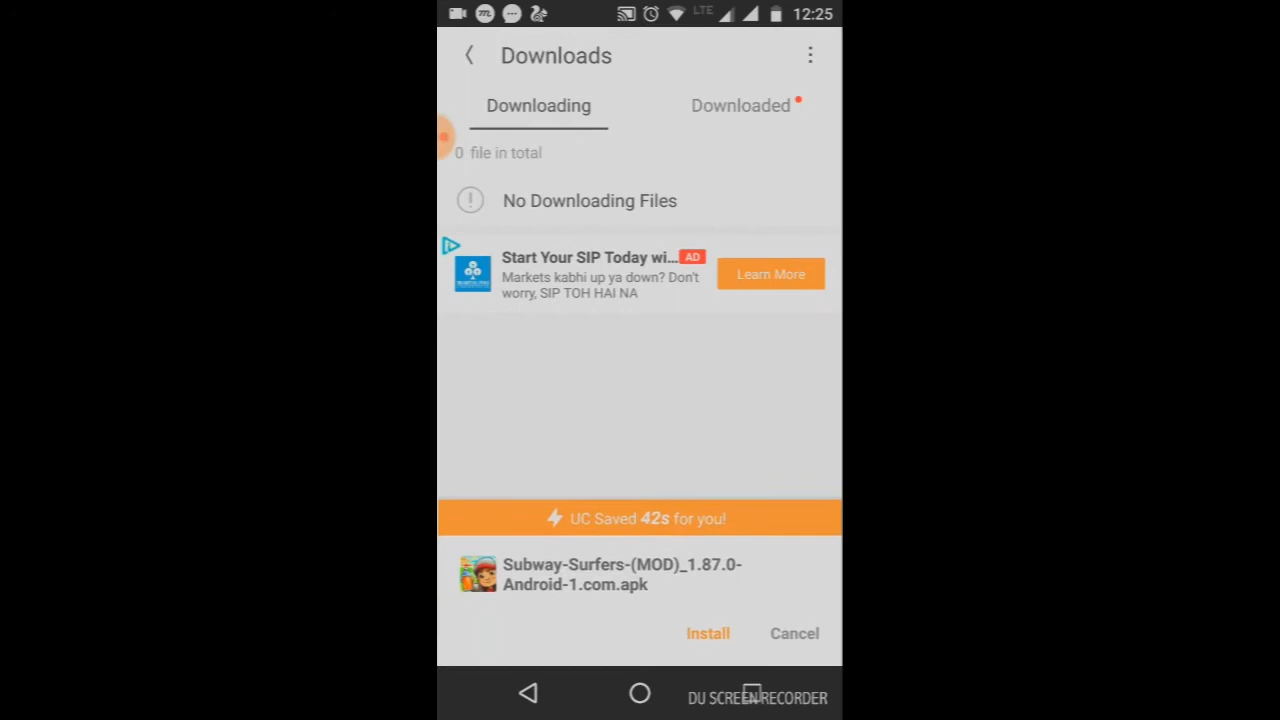 LTE 12:25
Downloads
Downloading Downloaded
0 file in total
No Downloading Files
Start Your SIP Today wi... AD
Markets kabhi up ya down? Don't
worry, SIP TOH HAI NA
Learn More
UC Saved 42s for you!
Subway-Surfers-(MOD)_1.87.0-
Android-1.com.apk
Install Cancel
DU SCREEN RECORDER